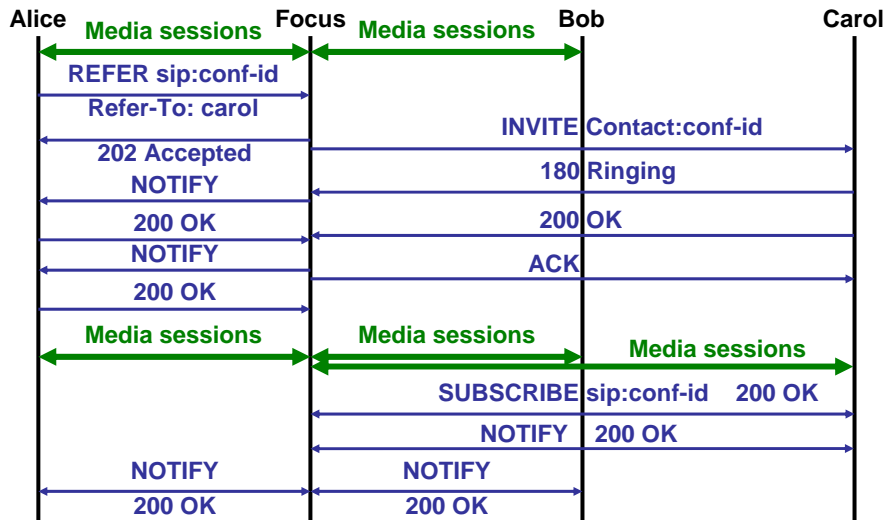 Alice Focus Bob Carol
Media sessions Media sessions
REFER sip:conf-id
Refer-To: carol
INVITE Contact:conf-id
202 Accepted
180 Ringing
NOTIFY
200 OK 200 OK
NOTIFY
ACK
200 OK
Media sessions Media sessions
Media sessions
SUBSCRIBE sip:conf-id 200 OK
NOTIFY 200 OK
NOTIFY NOTIFY
200 OK 200 OK